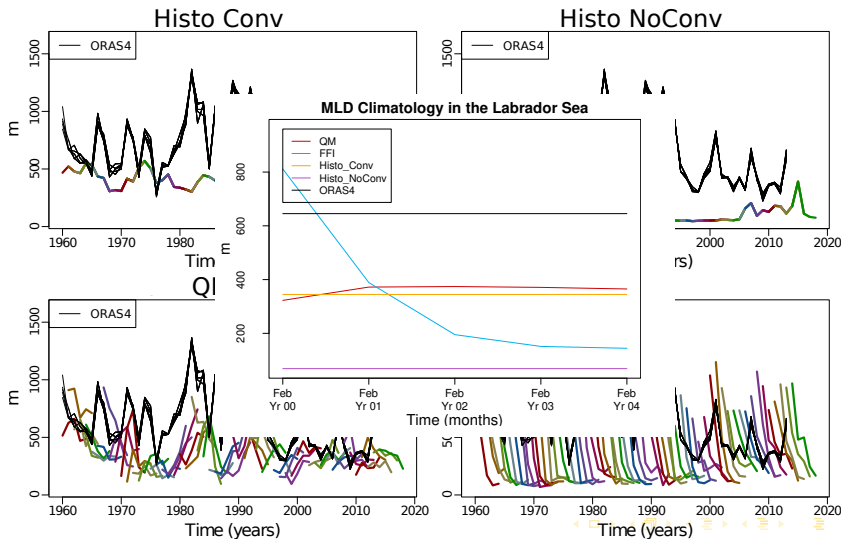 Histo Conv
Histo NoConv
1500
ORAS4
1000
m
500
0
1960
1970
1980
Time
1500
ORAS4
2000
2010
2020
MLD Climatology in the Labrador Sea
QM
FFI
Histo_Conv
Histo_NoConv
ORAS4
800
600
m
400
200
Feb
Yr 00
Feb
Yr 01
Feb
Yr 02
Feb
Yr 03
Feb
Yr 04
Time (months)
1500
ORAS4
1000
m
500
0
1960
1970
1980
1990
2000
2010
2020
Time (years)
0
1960
1970
1980
1990
2000
2010
2020
Time (years)